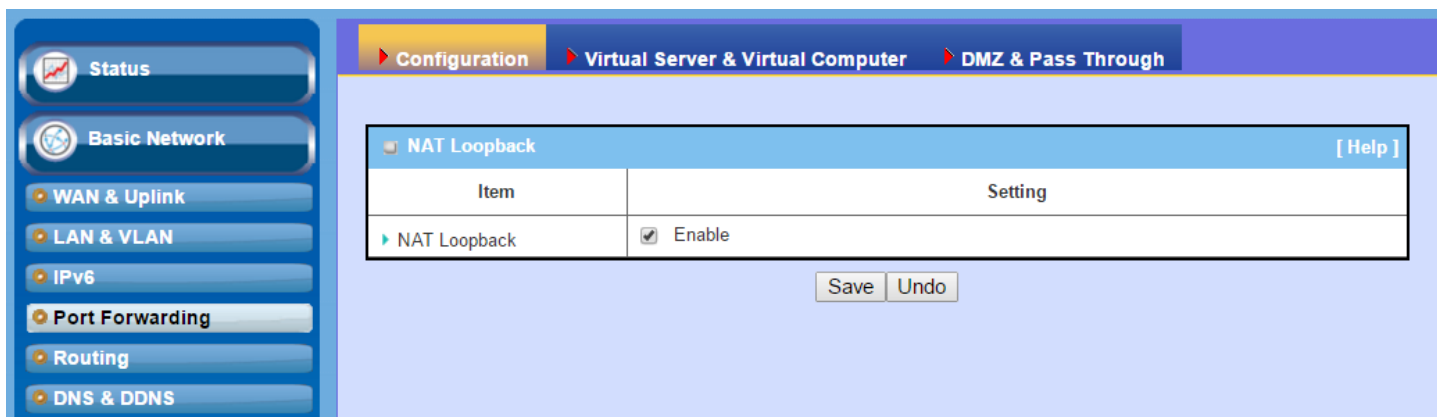 Status
Basic Network
WAN & Uplink
LAN & VLAN
IPv6
Port Forwarding
Routing
DNS & DDNS
Configuration
Virtual Server & Virtual Computer
DMZ & Pass Through
NAT Loopback [ Help ]
Item Setting
NAT Loopback Enable
Save Undo